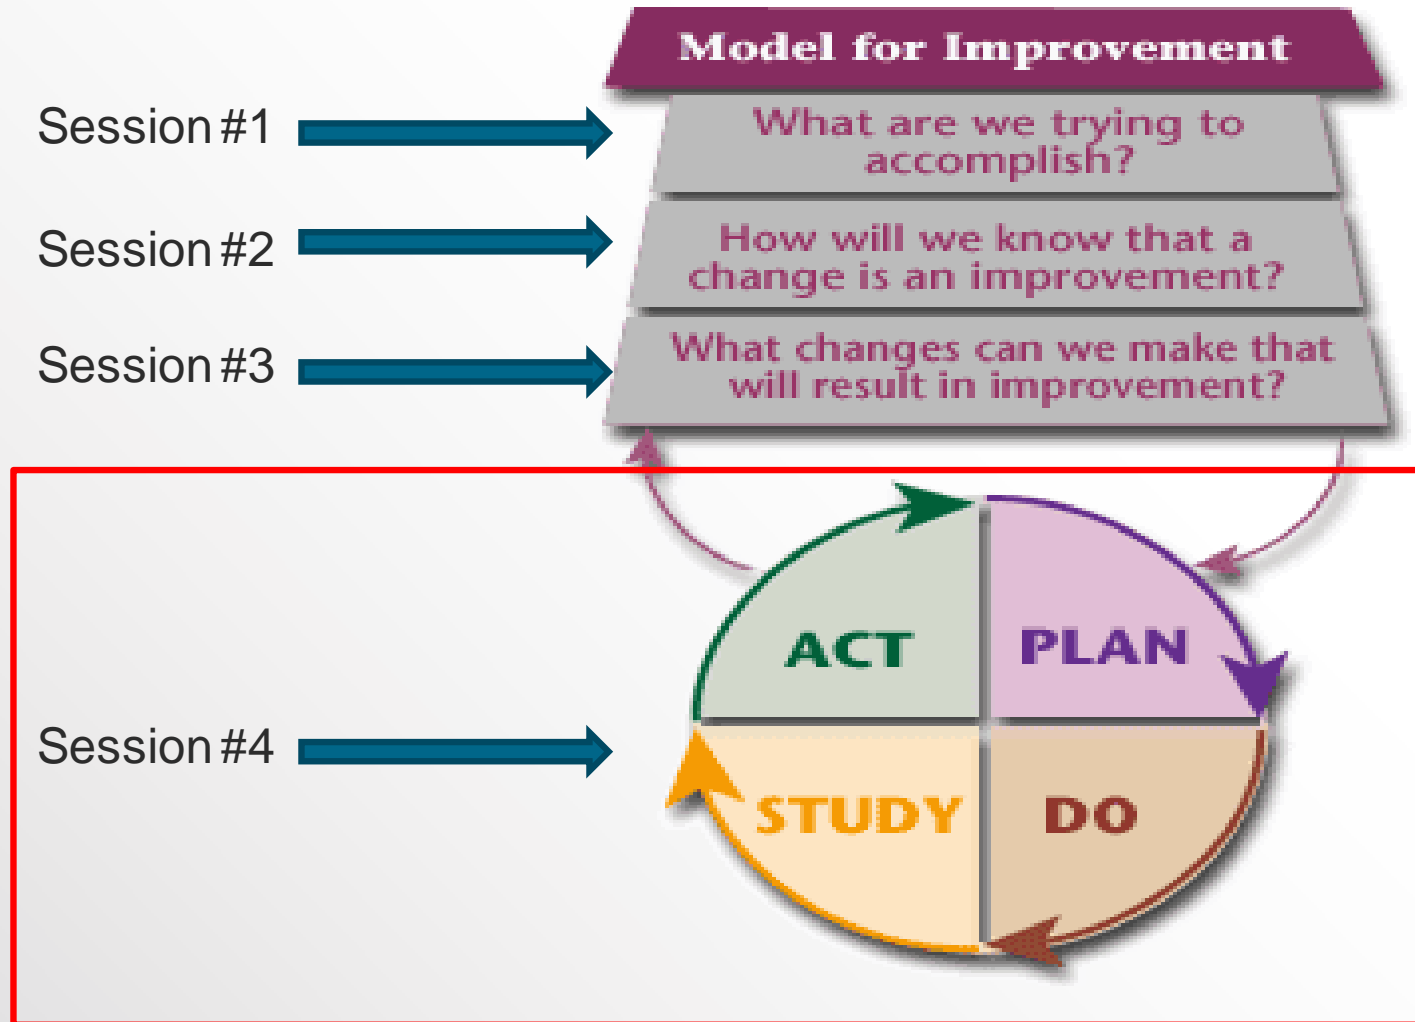 Model for Improvement
Session #1
What are we trying to
accomplish?
Session #2
How will we know that a
change is an improvement?
Session #3
What changes can we make that
will result in improvement?
ACT
PLAN
Session #4
STUDY
DO